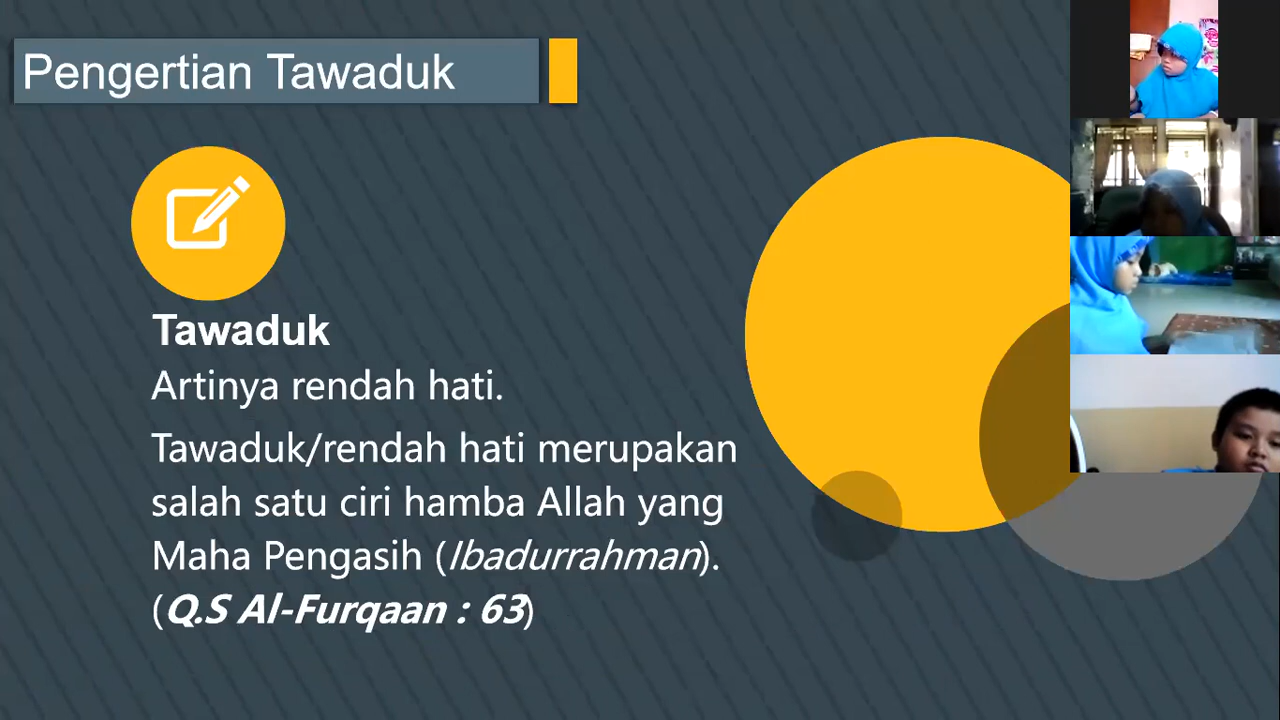 Pengertian Tawaduk
Tawaduk
Artinya rendah hati.
Tawaduk/rendah hati merupakan
salah satu ciri hamba Allah yang
Maha Pengasih (Ibadurrahman).
(Q.S Al-Furqaan : 63)